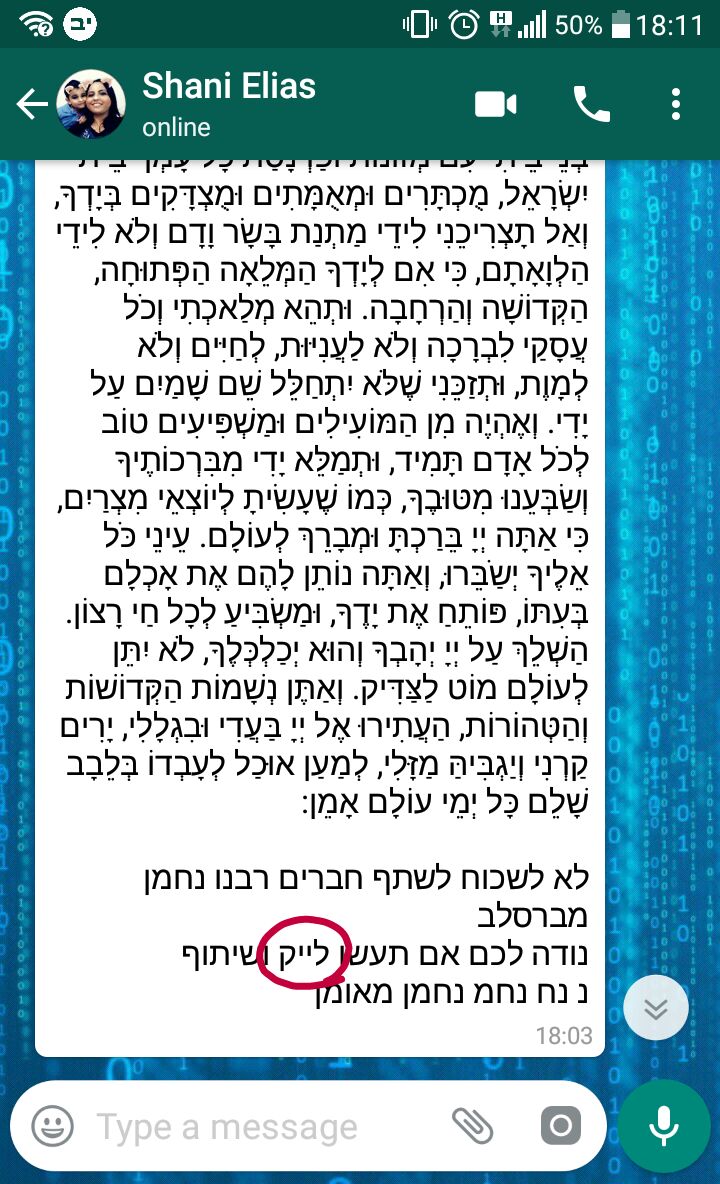 יב
H
50%
18:11
Shani Elias
online
יִשְׂרָאֵל, מֻכְתָּרִים וּמְאֻמָּתִים וּמֻצְדָּקִים בְּיָדְךָ,
וְאַל תַּצְרִיכֵנִי לִידֵי מַתְנַת בָּשָׂר וָדָם וְלֹא לִידֵי
הַלְוָאָתָם, כִּי אִם לְיָדְךָ הַמְּלֵאָה הַפְּתוּחָה,
הַקְּדוֹשָׁה וְהָרְחָבָה. וּתְהֵא מְלַאכְתִּי וְכֹל
עֲסָקַי לִבְרָכָה וְלֹא לַעֲנִיּוּת, לְחַיִּים וְלֹא
לְמָוֶת, וּתְזַכֵּנִי שֶׁלֹּא יִתְחַלֵּל שֵׁם שָׁמַיִם עַל
יָדִי. וְאֶהְיֶה מִן הַמּוֹעִילִים וּמַשְׁפִּיעִים טוֹב
לְכֹל אָדָם תָּמִיד, וּתְמַלֵּא יָדִי מִבִּרְכוֹתֶיךָ
וְשַׂבְּעֵנוּ מִטּוּבֶךָ, כְּמוֹ שֶׁעָשִׂיתָ לְיוֹצְאֵי מִצְרַיִם,
כִּי אַתָּה יְיָ בֵּרַכְתָּ וּמְבָרֵךְ לְעוֹלָם. עֵינֵי כֹּל
אֵלֶיךָ יְשַׂבֵּרוּ, וְאַתָּה נוֹתֵן לָהֶם אֶת אָכְלָם
בְּעִתּוֹ, פּוֹתֵחַ אֶת יָדֶךָ, וּמַשְׂבִּיעַ לְכָל חַי רָצוֹן.
הַשְׁלֵךְ עַל יְיָ יְהָבְךָ וְהוּא יְכַלְכְּלֶךָ, לֹא יִתֵּן
לְעוֹלָם מוֹט לַצַּדִּיק. וְאַתֶּן נְשָׁמוֹת הַקְּדוֹשׁוֹת
וְהַטְּהוֹרוֹת, הַעְתִּירוּ אֶל יְיָ בַּעֲדִי וּבִגְלָלִי, יָרִים
קַרְנִי וְיַגְבִּיהַּ מַזָּלִי, לְמַעַן אוּכַל לְעָבְדוֹ בְּלֵבָב
שָׁלֵם כָּל יְמֵי עוֹלָם אָמֵן:
לא לשכוח לשתף חברים רבנו נחמן
מברסלב
נודה לכם אם תעשו לייק ושיתוף
נ נח נחמ נחמן מאומן
18:03
Type a message